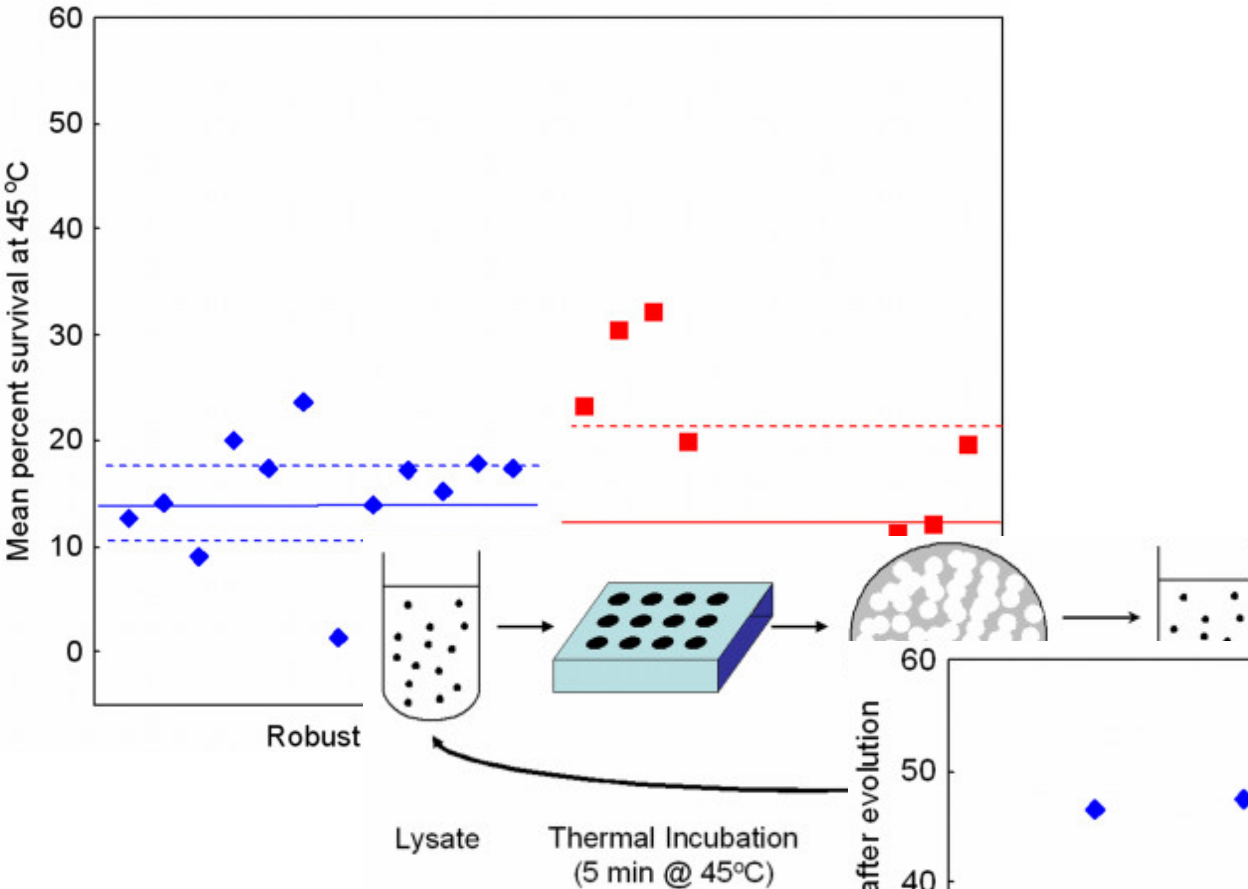 60
50
40
30
20
10
0
Mean percent survival at 45 °C
Robust
Lysate
Thermal Incubation
(5 min @ 45°C)
60
50
40
after evolution